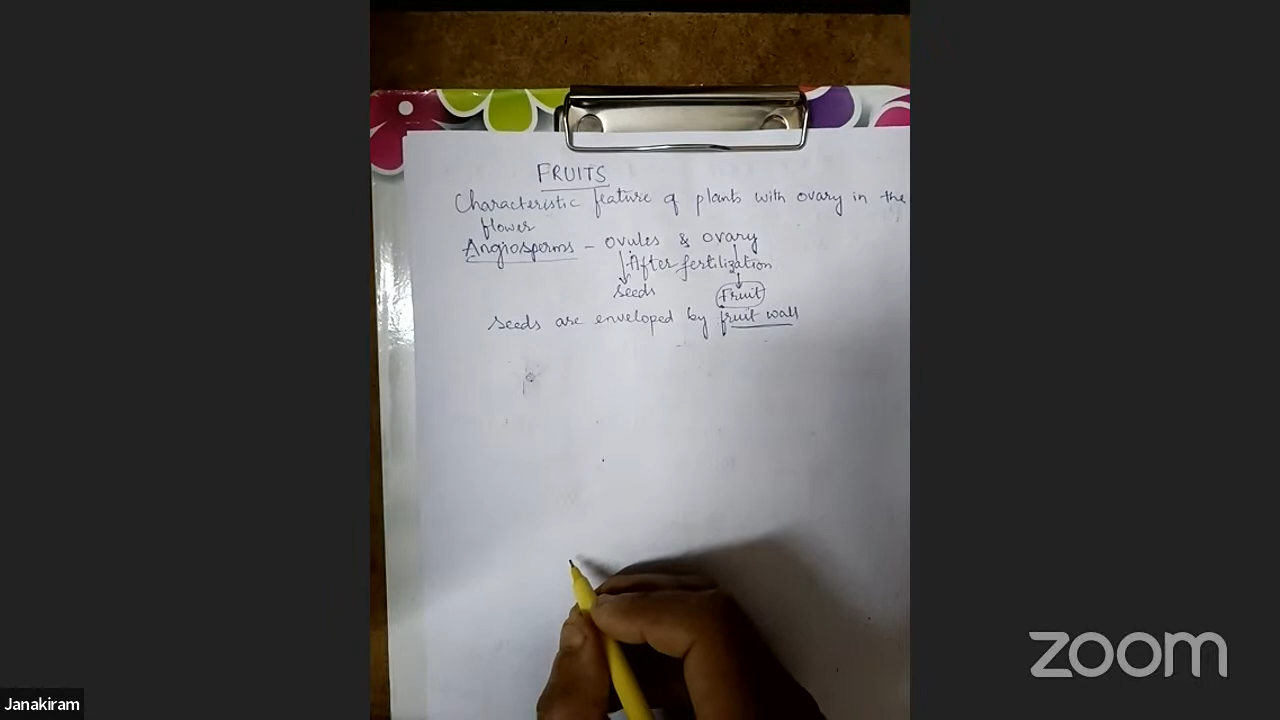 FRUITS
Characteristic feature of plants with ovary in the
flower
Angiosperms - ovules & ovary
After fertilization
seeds Fruit
seeds are enveloped by fruit wall
zoom
Janakiram